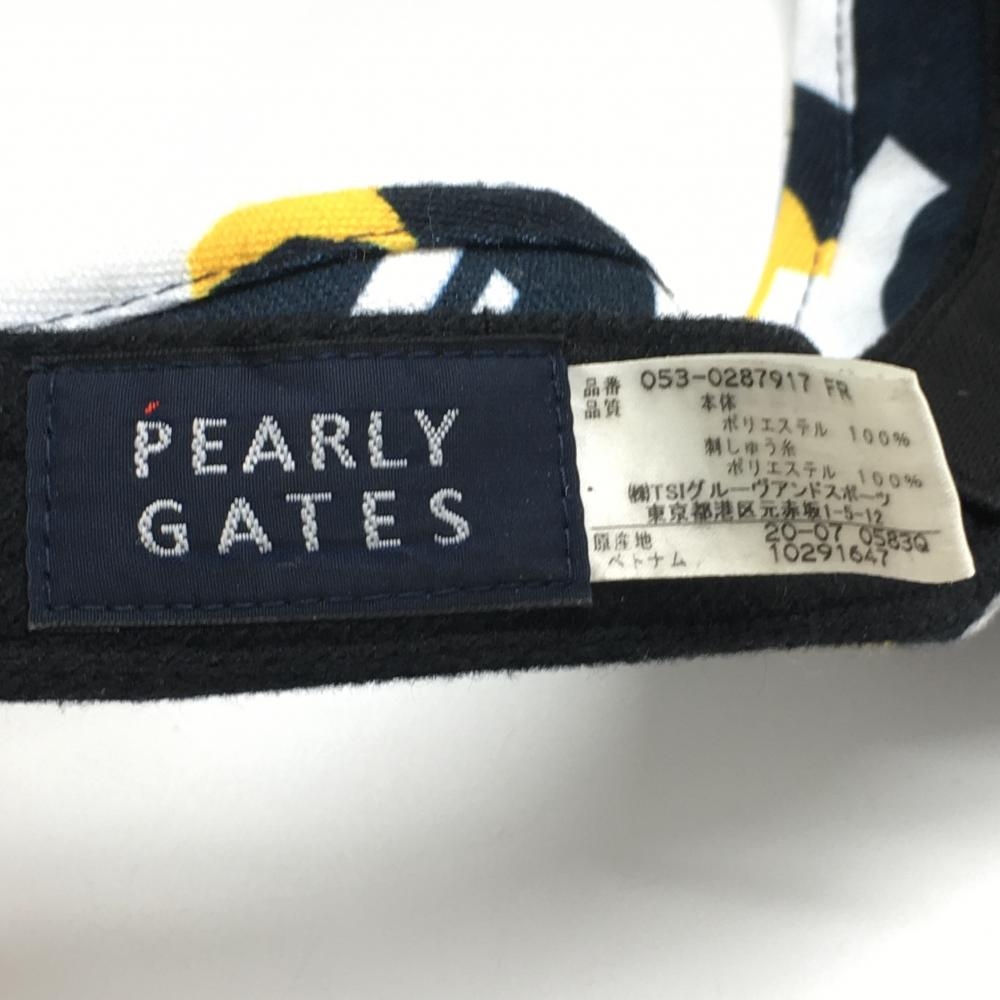 PEARLY
GATES
品番 053-0287917 FR
品質 本体
ポリエステル 100%
刺しゅう糸
ポリエステル 100%
㈱TSIグルーヴアンドスポーツ
東京都港区元赤坂1-5-12
20-07 0583Q
原産地 10291647
ベトナム